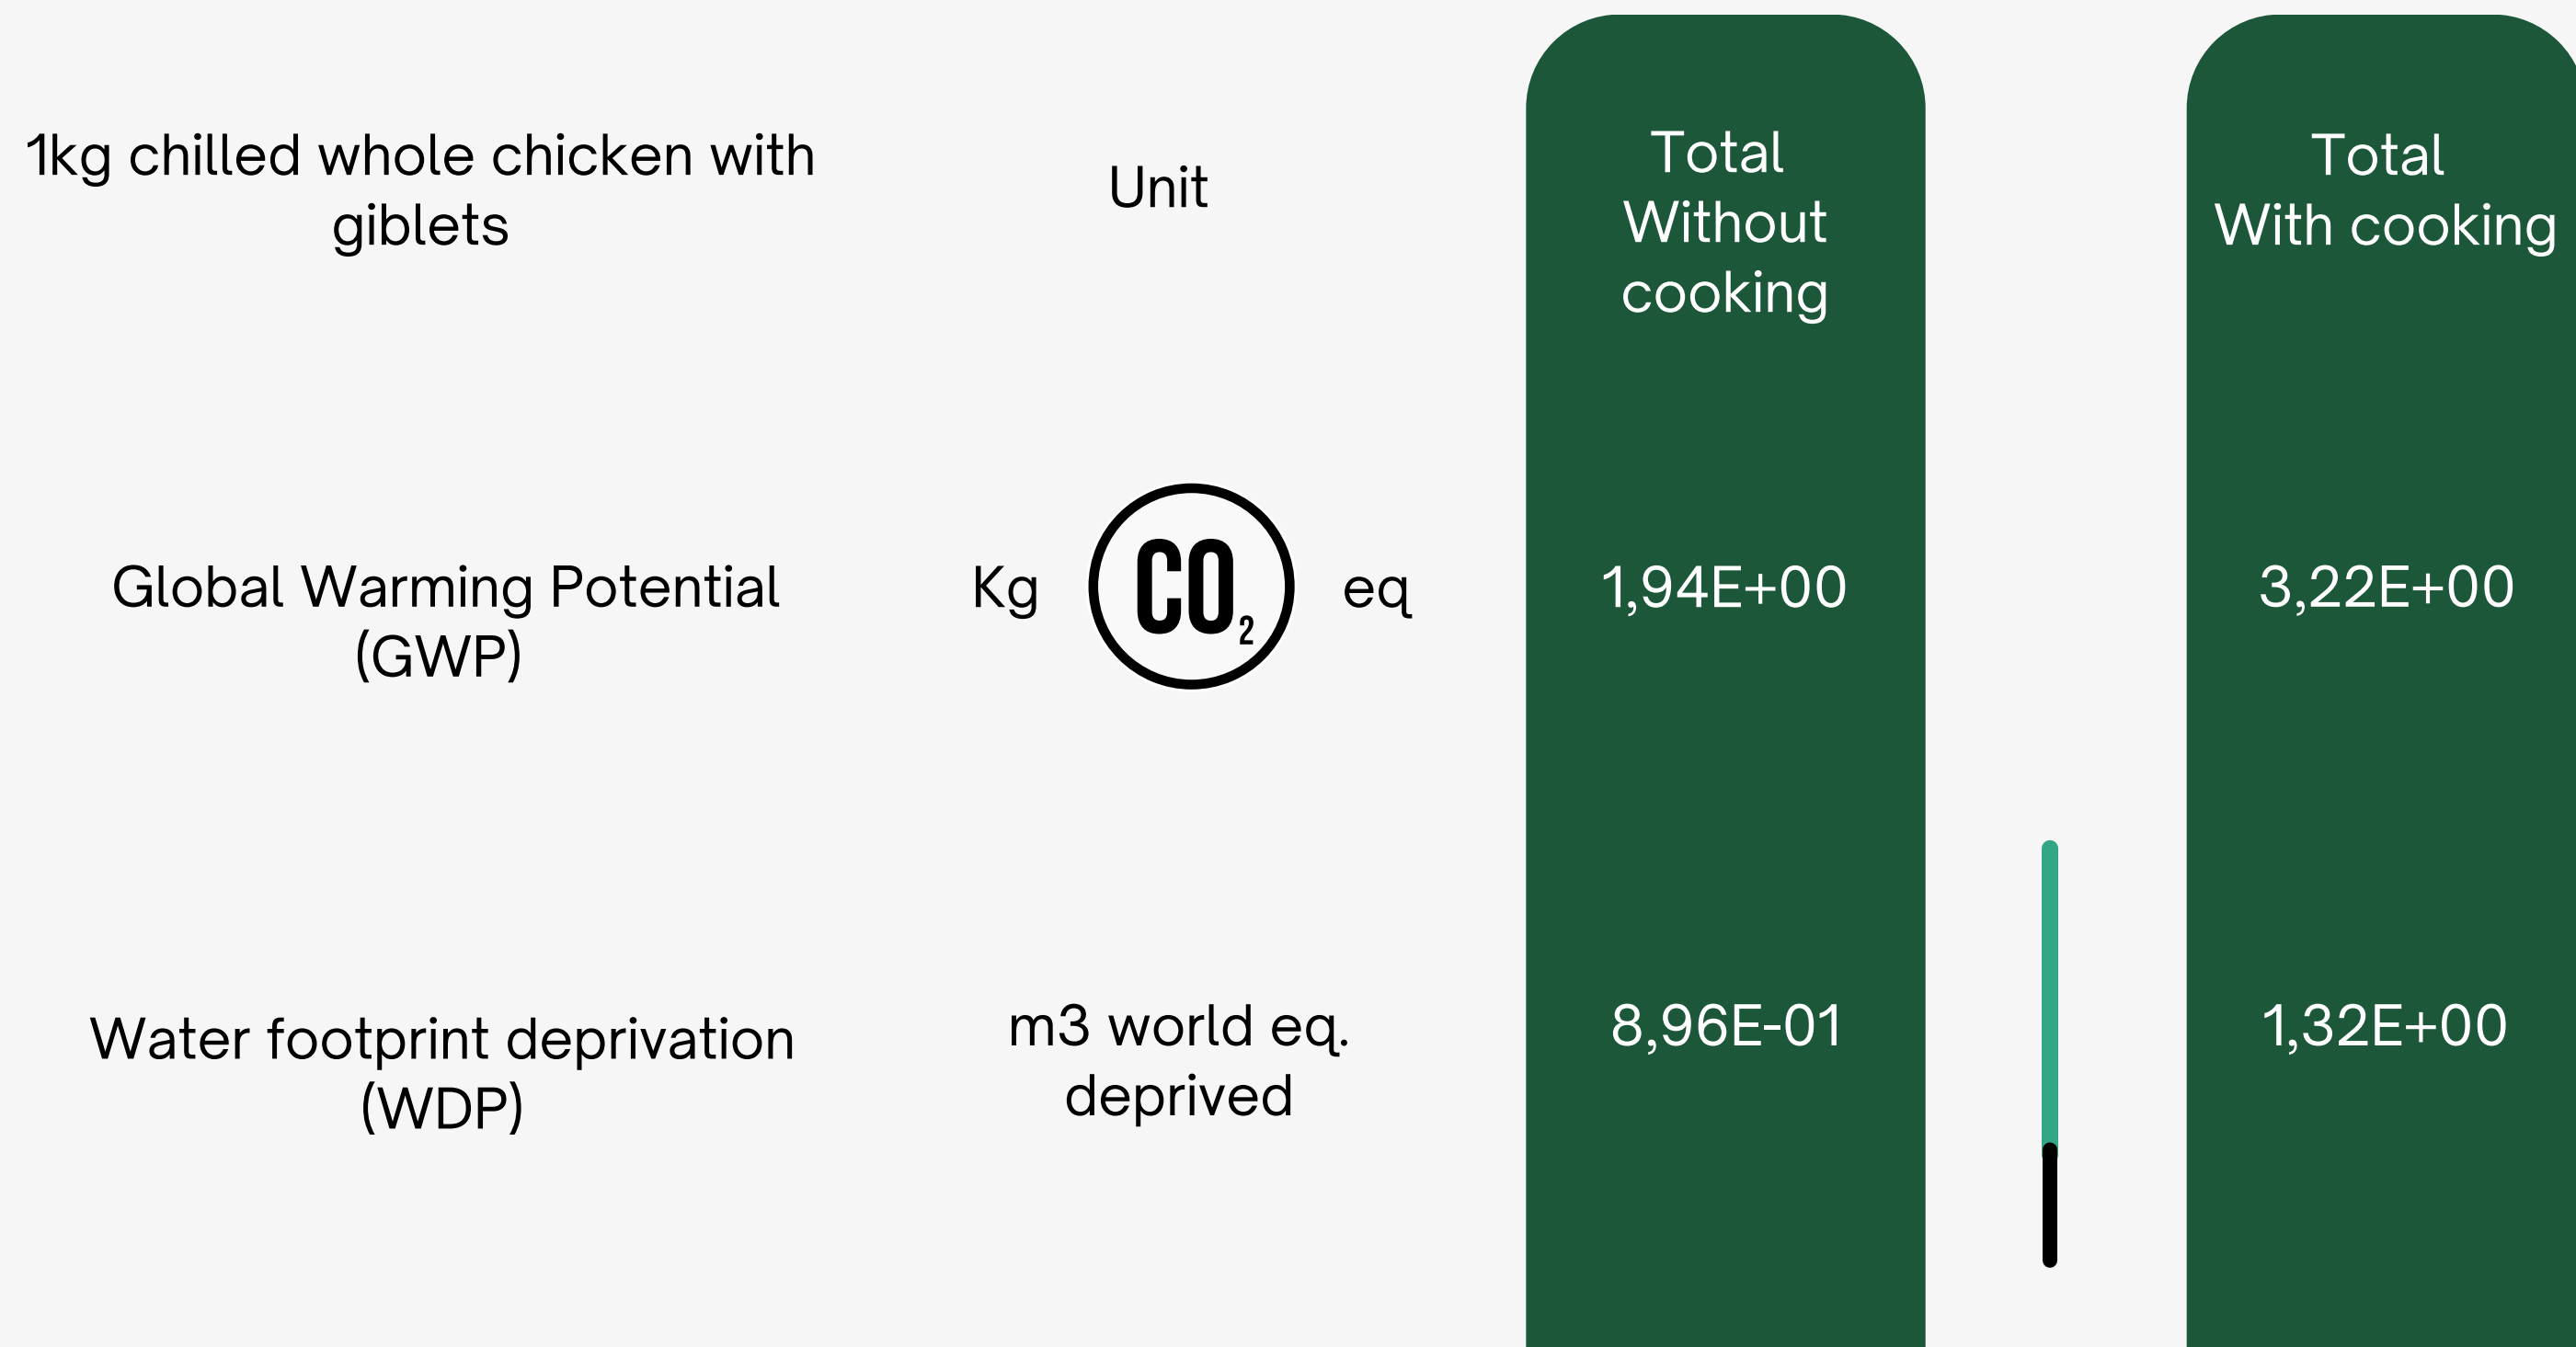 1kg chilled whole chicken with
giblets
Unit
Total
Without
cooking
Total
With cooking
Global Warming Potential
(GWP)
Kg CO₂ eq
1,94E+00
3,22E+00
Water footprint deprivation
(WDP)
m3 world eq.
deprived
8,96E-01
1,32E+00